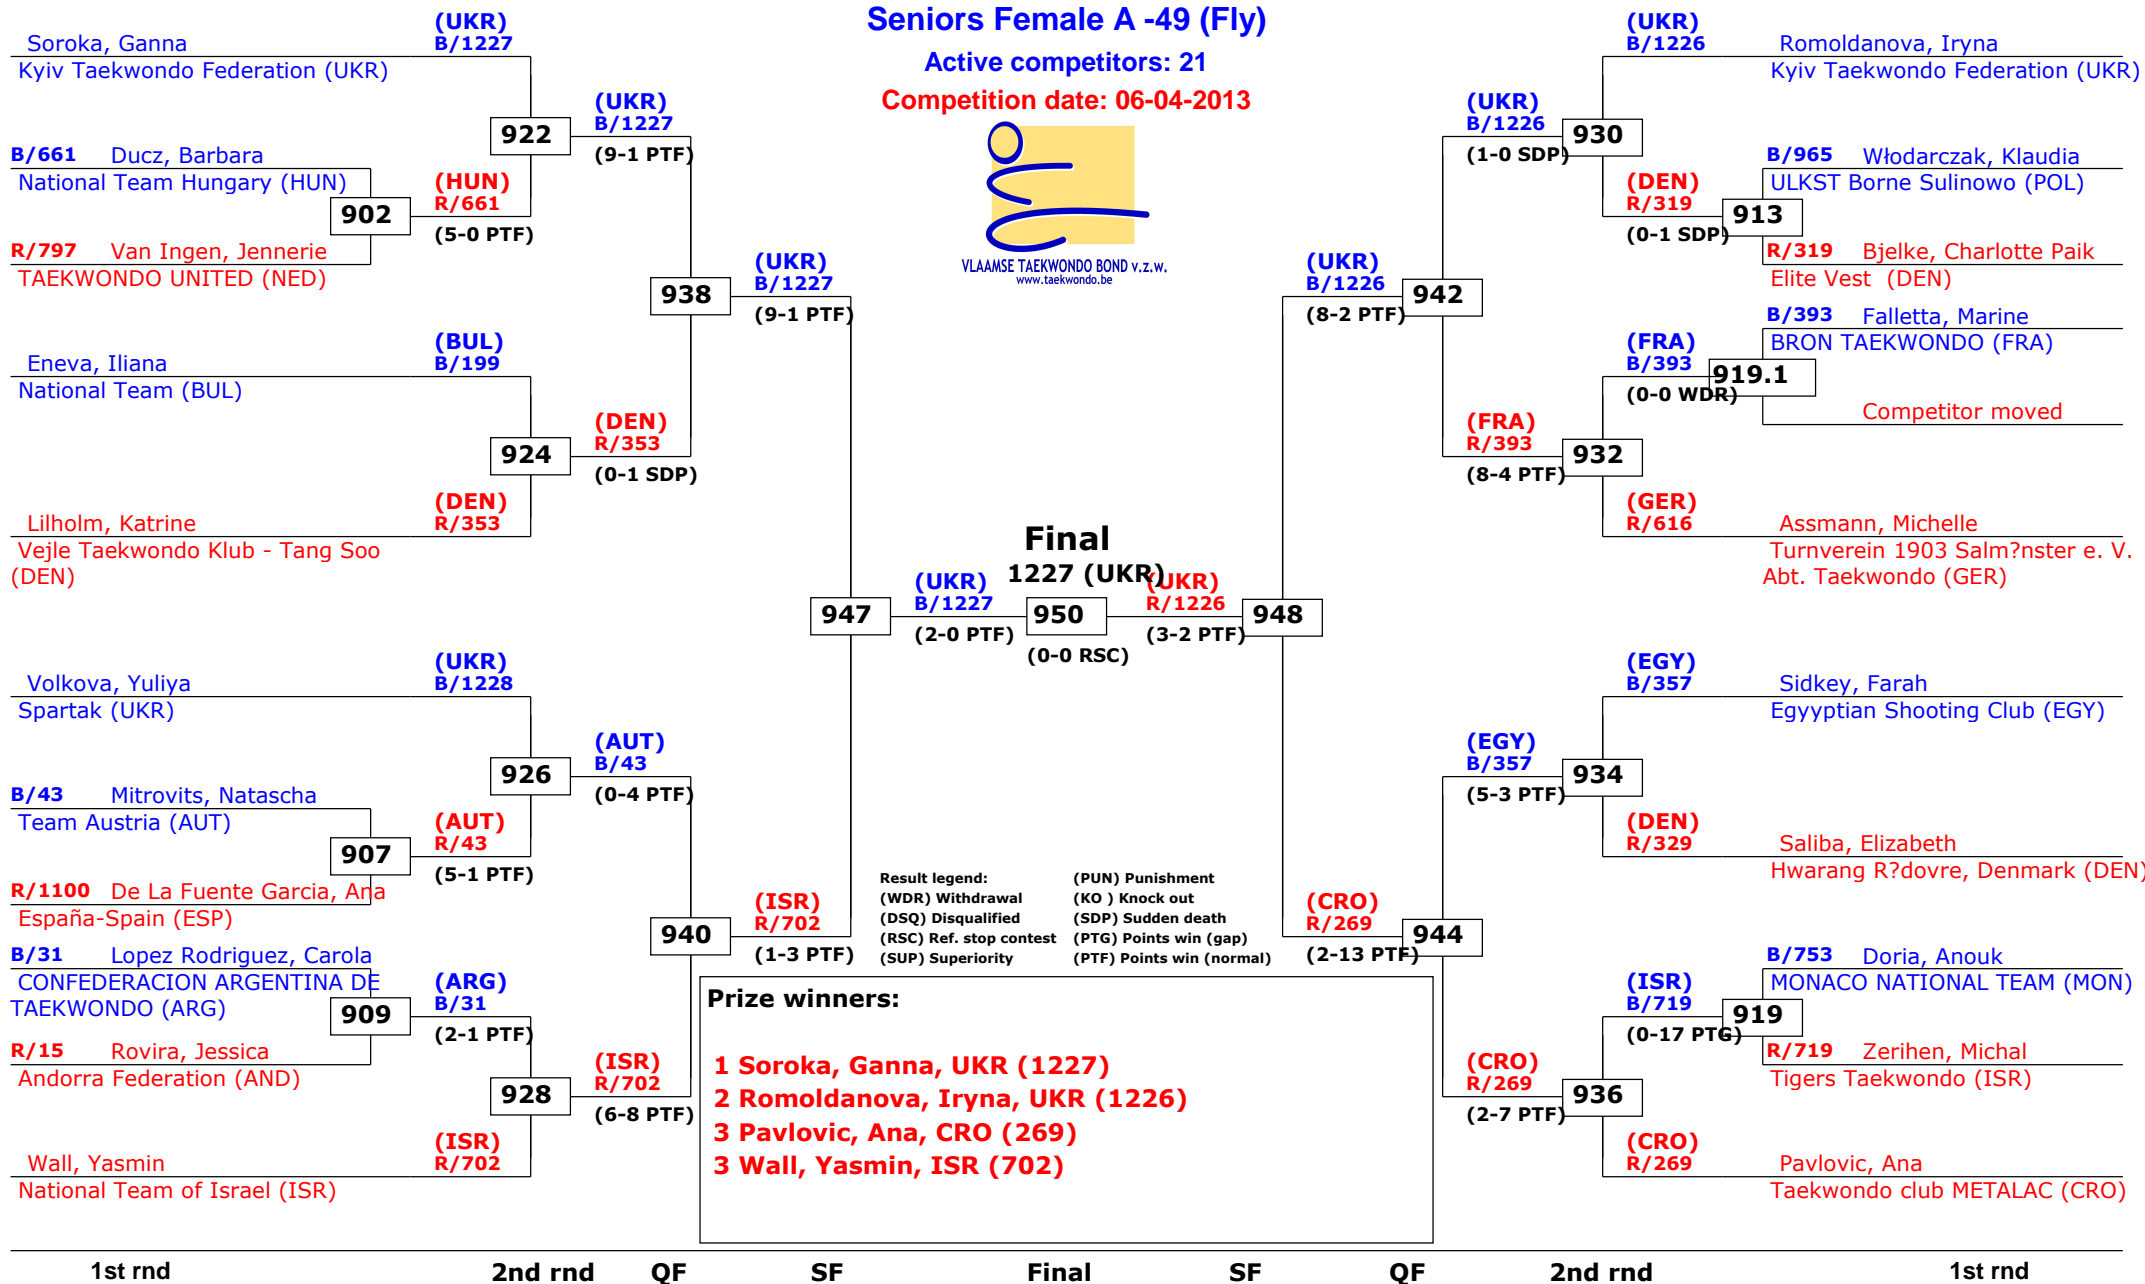 Seniors Female A -49 (Fly)
Active competitors: 21
Competition date: 06-04-2013
VLAAMSE TAEKWONDO BOND v.z.w.
www.taekwondo.be
Soroka, Ganna
Kyiv Taekwondo Federation (UKR)
(UKR)
B/1227
B/661 Ducz, Barbara
National Team Hungary (HUN)
902
R/797 Van Ingen, Jennerie
TAEKWONDO UNITED (NED)
(HUN)
R/661
(5-0 PTF)
922
(UKR)
B/1227
(9-1 PTF)
Eneva, Iliana
National Team (BUL)
(BUL)
B/199
924
Lilholm, Katrine
Vejle Taekwondo Klub - Tang Soo
(DEN)
(DEN)
R/353
(DEN)
R/353
(0-1 SDP)
938
(UKR)
B/1227
(9-1 PTF)
Volkova, Yuliya
Spartak (UKR)
(UKR)
B/1228
B/43 Mitrovits, Natascha
Team Austria (AUT)
907
R/1100 De La Fuente Garcia, Ana
España-Spain (ESP)
(AUT)
R/43
(5-1 PTF)
926
(AUT)
B/43
(0-4 PTF)
B/31 Lopez Rodriguez, Carola
CONFEDERACION ARGENTINA DE
TAEKWONDO (ARG)
909
R/15 Rovira, Jessica
Andorra Federation (AND)
(ARG)
B/31
(2-1 PTF)
928
Wall, Yasmin
National Team of Israel (ISR)
(ISR)
R/702
(ISR)
R/702
(6-8 PTF)
940
(ISR)
R/702
(1-3 PTF)
947
(UKR)
B/1227
(2-0 PTF)
Final
1227 (UKR)
950
(0-0 RSC)
(UKR)
R/1226
(3-2 PTF)
948
(UKR)
B/1226
(8-2 PTF)
942
(UKR)
B/1226
(1-0 SDP)
930
(UKR)
B/1226
Romoldanova, Iryna
Kyiv Taekwondo Federation (UKR)
(DEN)
R/319
(0-1 SDP)
913
B/965 Włodarczak, Klaudia
ULKST Borne Sulinowo (POL)
R/319 Bjelke, Charlotte Paik
Elite Vest (DEN)
(FRA)
R/393
(8-4 PTF)
932
(FRA)
B/393
(0-0 WDR)
919.1
B/393 Falletta, Marine
BRON TAEKWONDO (FRA)
Competitor moved
(GER)
R/616
Assmann, Michelle
Turnverein 1903 Salm?nster e. V.
Abt. Taekwondo (GER)
(CRO)
R/269
(2-13 PTF)
944
(EGY)
B/357
(5-3 PTF)
934
(EGY)
B/357
Sidkey, Farah
Egyyptian Shooting Club (EGY)
(DEN)
R/329
Saliba, Elizabeth
Hwarang R?dovre, Denmark (DEN)
(CRO)
R/269
(2-7 PTF)
936
(ISR)
B/719
(0-17 PTG)
919
B/753 Doria, Anouk
MONACO NATIONAL TEAM (MON)
R/719 Zerihen, Michal
Tigers Taekwondo (ISR)
(CRO)
R/269
Pavlovic, Ana
Taekwondo club METALAC (CRO)
Result legend:
(WDR) Withdrawal
(DSQ) Disqualified
(RSC) Ref. stop contest
(SUP) Superiority
(PUN) Punishment
(KO ) Knock out
(SDP) Sudden death
(PTG) Points win (gap)
(PTF) Points win (normal)
Prize winners:
1 Soroka, Ganna, UKR (1227)
2 Romoldanova, Iryna, UKR (1226)
3 Pavlovic, Ana, CRO (269)
3 Wall, Yasmin, ISR (702)
1st rnd 2nd rnd QF SF Final SF QF 2nd rnd 1st rnd